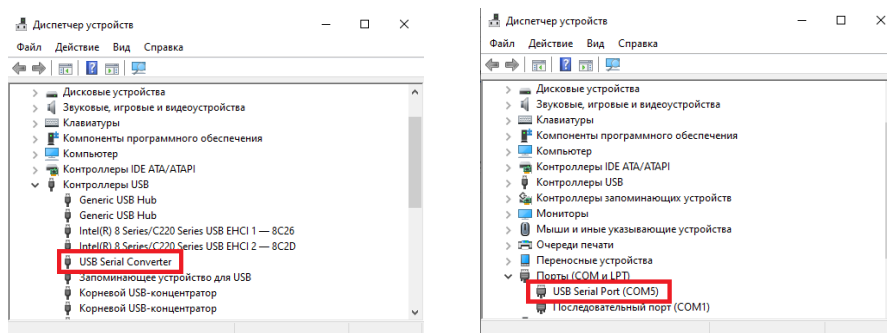 Диспетчер устройств
Файл Действие Вид Справка
Дисковые устройства
Звуковые, игровые и видеоустройства
Клавиатуры
Компоненты программного обеспечения
Компьютер
Контроллеры IDE ATA/ATAPI
Контроллеры USB
Generic USB Hub
Generic USB Hub
Intel(R) 8 Series/C220 Series USB EHCI 1 — 8C26
Intel(R) 8 Series/C220 Series USB EHCI 2 — 8C2D
USB Serial Converter
Запоминающее устройство для USB
Корневой USB-концентратор
Корневой USB-концентратор
Диспетчер устройств
Файл Действие Вид Справка
Дисковые устройства
Звуковые, игровые и видеоустройства
Клавиатуры
Компоненты программного обеспечения
Компьютер
Контроллеры IDE ATA/ATAPI
Контроллеры USB
Контроллеры запоминающих устройств
Мониторы
Мыши и иные указывающие устройства
Очереди печати
Переносные устройства
Порты (COM и LPT)
USB Serial Port (COM5)
Последовательный порт (COM1)